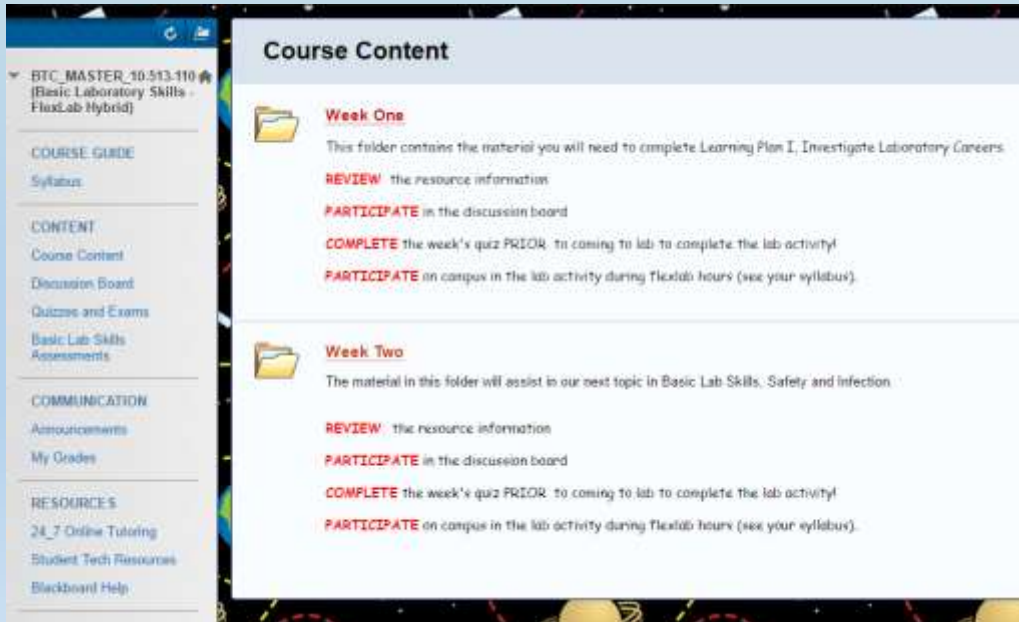 BTC_MASTER_10.513.110
(Basic Laboratory Skills -
FlexLab Hybrid)
COURSE GUIDE
Syllabus
CONTENT
Course Content
Discussion Board
Quizzes and Exams
Basic Lab Skills
Assessments
COMMUNICATION
Announcements
My Grades
RESOURCES
24_7 Online Tutoring
Student Tech Resources
Blackboard Help
Course Content
Week One
This folder contains the material you will need to complete Learning Plan I, Investigate Laboratory Careers
REVIEW the resource information
PARTICIPATE in the discussion board
COMPLETE the week's quiz PRIOR to coming to lab to complete the lab activity!
PARTICIPATE on campus in the lab activity during flexlab hours (see your syllabus).
Week Two
The material in this folder will assist in our next topic in Basic Lab Skills, Safety and Infection
REVIEW the resource information
PARTICIPATE in the discussion board
COMPLETE the week's quiz PRIOR to coming to lab to complete the lab activity!
PARTICIPATE on campus in the lab activity during flexlab hours (see your syllabus).